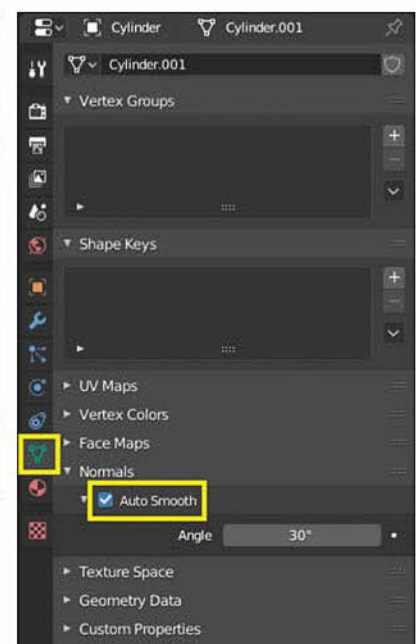 Cylinder Cylinder.001
Cylinder.001
Vertex Groups
Shape Keys
UV Maps
Vertex Colors
Face Maps
Normals
Auto Smooth
Angle 30°
Texture Space
Geometry Data
Custom Properties